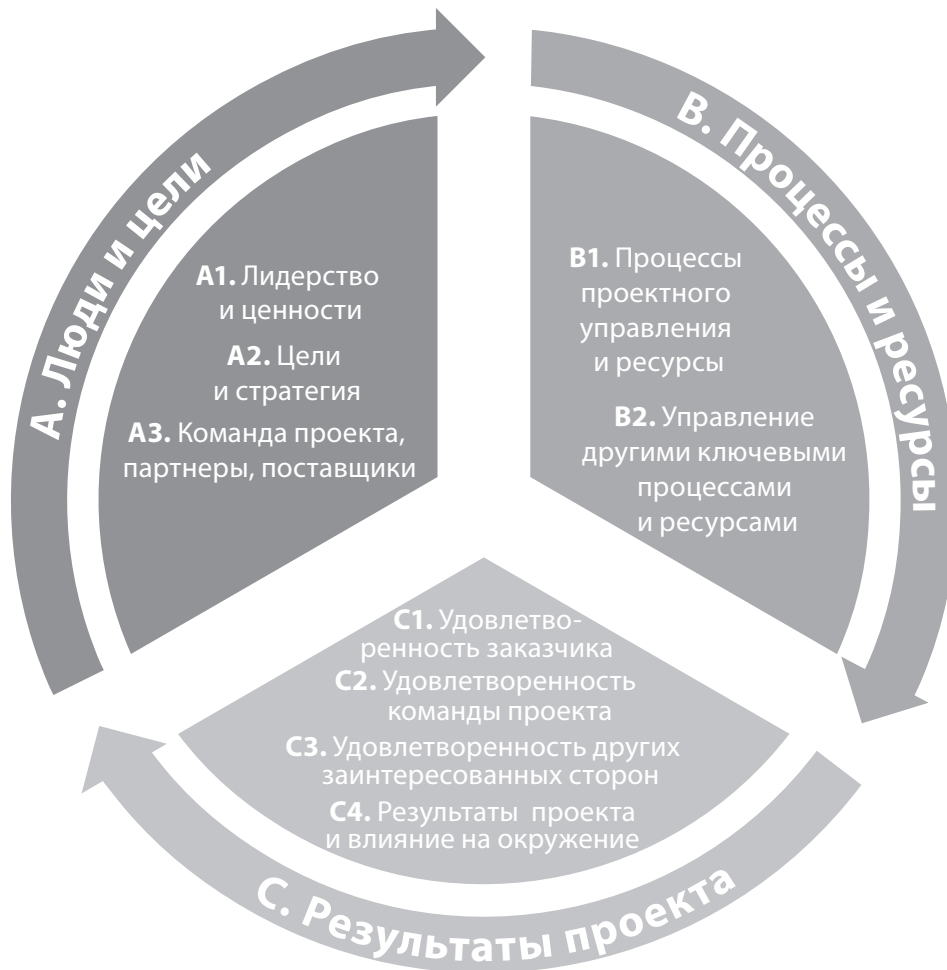 А. Люди и цели
А1. Лидерство
и ценности
А2. Цели
и стратегия
А3. Команда проекта,
партнеры, поставщики
В. Процессы и ресурсы
В1. Процессы
проектного
управления
и ресурсы
В2. Управление
другими ключевыми
процессами
и ресурсами
С1. Удовлетво-
ренность заказчика
С2. Удовлетворенность
команды проекта
С3. Удовлетворенность других
заинтересованных сторон
С4. Результаты проекта
и влияние на окружение
С. Результаты проекта